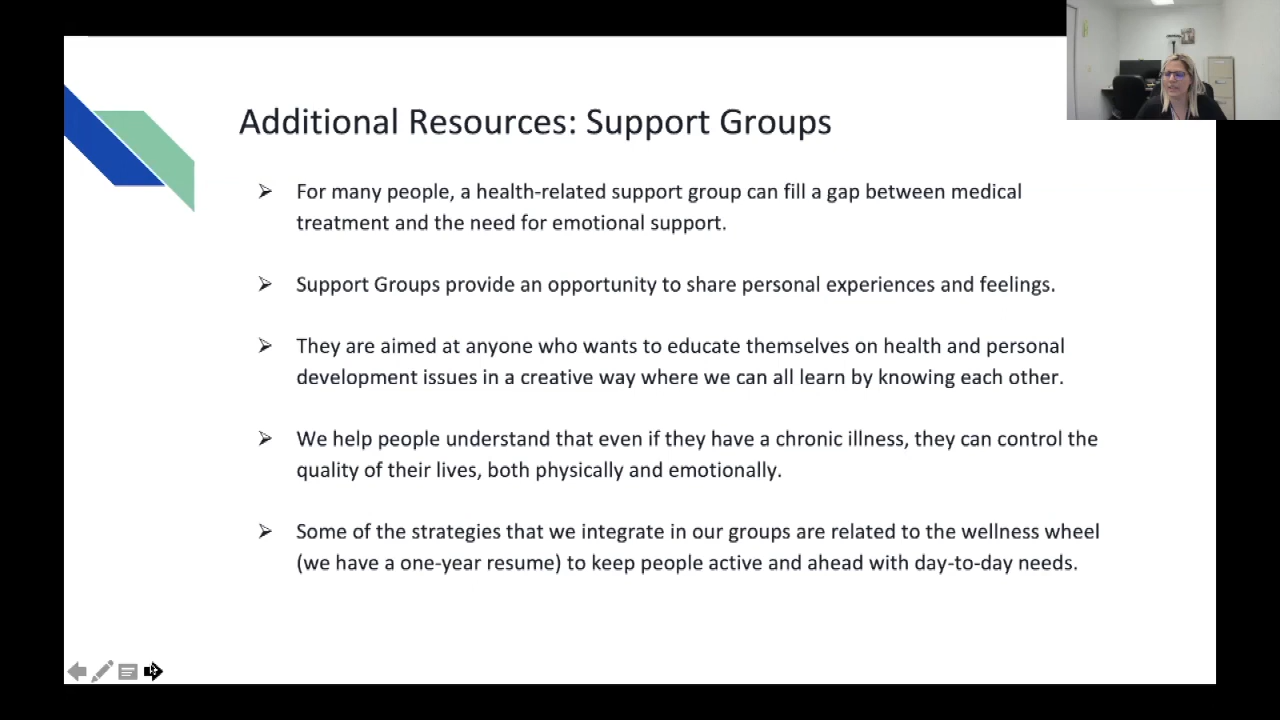 Additional Resources: Support Groups
For many people, a health-related support group can fill a gap between medical
treatment and the need for emotional support.
Support Groups provide an opportunity to share personal experiences and feelings.
They are aimed at anyone who wants to educate themselves on health and personal
development issues in a creative way where we can all learn by knowing each other.
We help people understand that even if they have a chronic illness, they can control the
quality of their lives, both physically and emotionally.
Some of the strategies that we integrate in our groups are related to the wellness wheel
(we have a one-year resume) to keep people active and ahead with day-to-day needs.